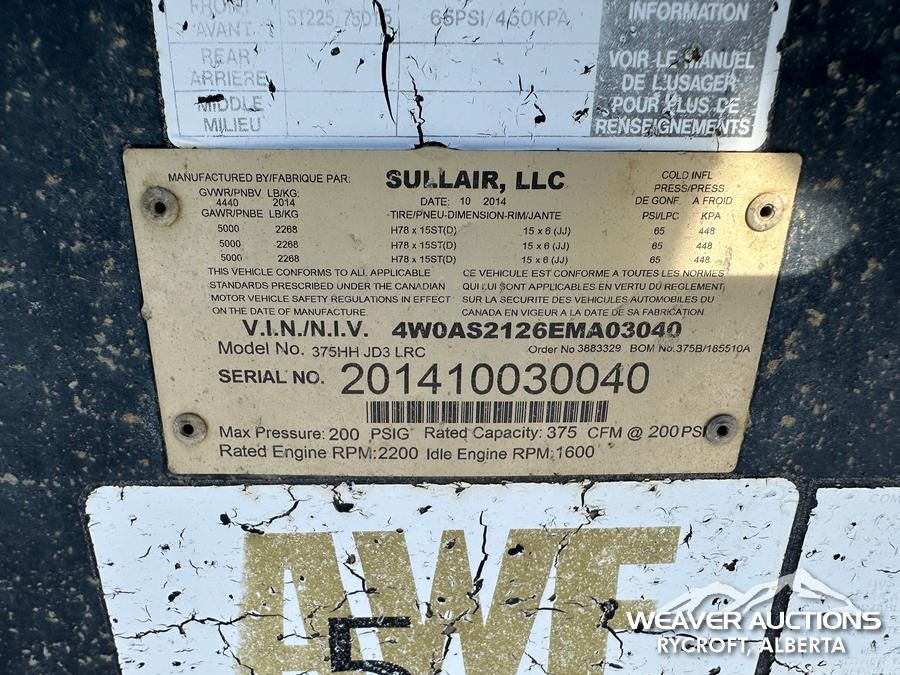 FRONT ST225/75D15 65PSI/450KPA INFORMATION
AVANT
REAR VOIR LE MANUEL
ARRIERE DE L'USAGER
MIDDLE POUR PLUS DE
MILIEU RENSEIGNEMENTS
MANUFACTURED BY/FABRIQUE PAR: SULLAIR, LLC COLD INFL
GVWR/PNBV LB/KG: DATE: 10 2014 PRESS/PRESS
4440 2014 DE GONF. A FROID
GAWR/PNBE LB/KG TIRE/PNEU-DIMENSION-RIM/JANTE PSI/LPC KPA
5000 2268 H78 x 15ST(D) 15 x 6 (JJ) 65 448
5000 2268 H78 x 15ST(D) 15 x 6 (JJ) 65 448
5000 2268 H78 x 15ST(D) 15 x 6 (JJ) 65 448
THIS VEHICLE CONFORMS TO ALL APPLICABLE CE VEHICULE EST CONFORME A TOUTES LES NORMES
STANDARDS PRESCRIBED UNDER THE CANADIAN QUI LUI SONT APPLICABLES EN VERTU DU REGLEMENT
MOTOR VEHICLE SAFETY REGULATIONS IN EFFECT SUR LA SECURITE DES VEHICULES AUTOMOBILES DU
ON THE DATE OF MANUFACTURE. CANADA EN VIGEUR A LA DATE DE SA FABRICATION
V.I.N./N.I.V. 4W0AS2126EMA03040
Model No. 375HH JD3 LRC Order No 3883329 BOM No.375B/185510A
SERIAL NO. 201410030040
Max Pressure: 200 PSIG Rated Capacity: 375 CFM @ 200 PSI
Rated Engine RPM:2200 Idle Engine RPM:1600
AWF
5
WEAVER AUCTIONS
RYCROFT, ALBERTA